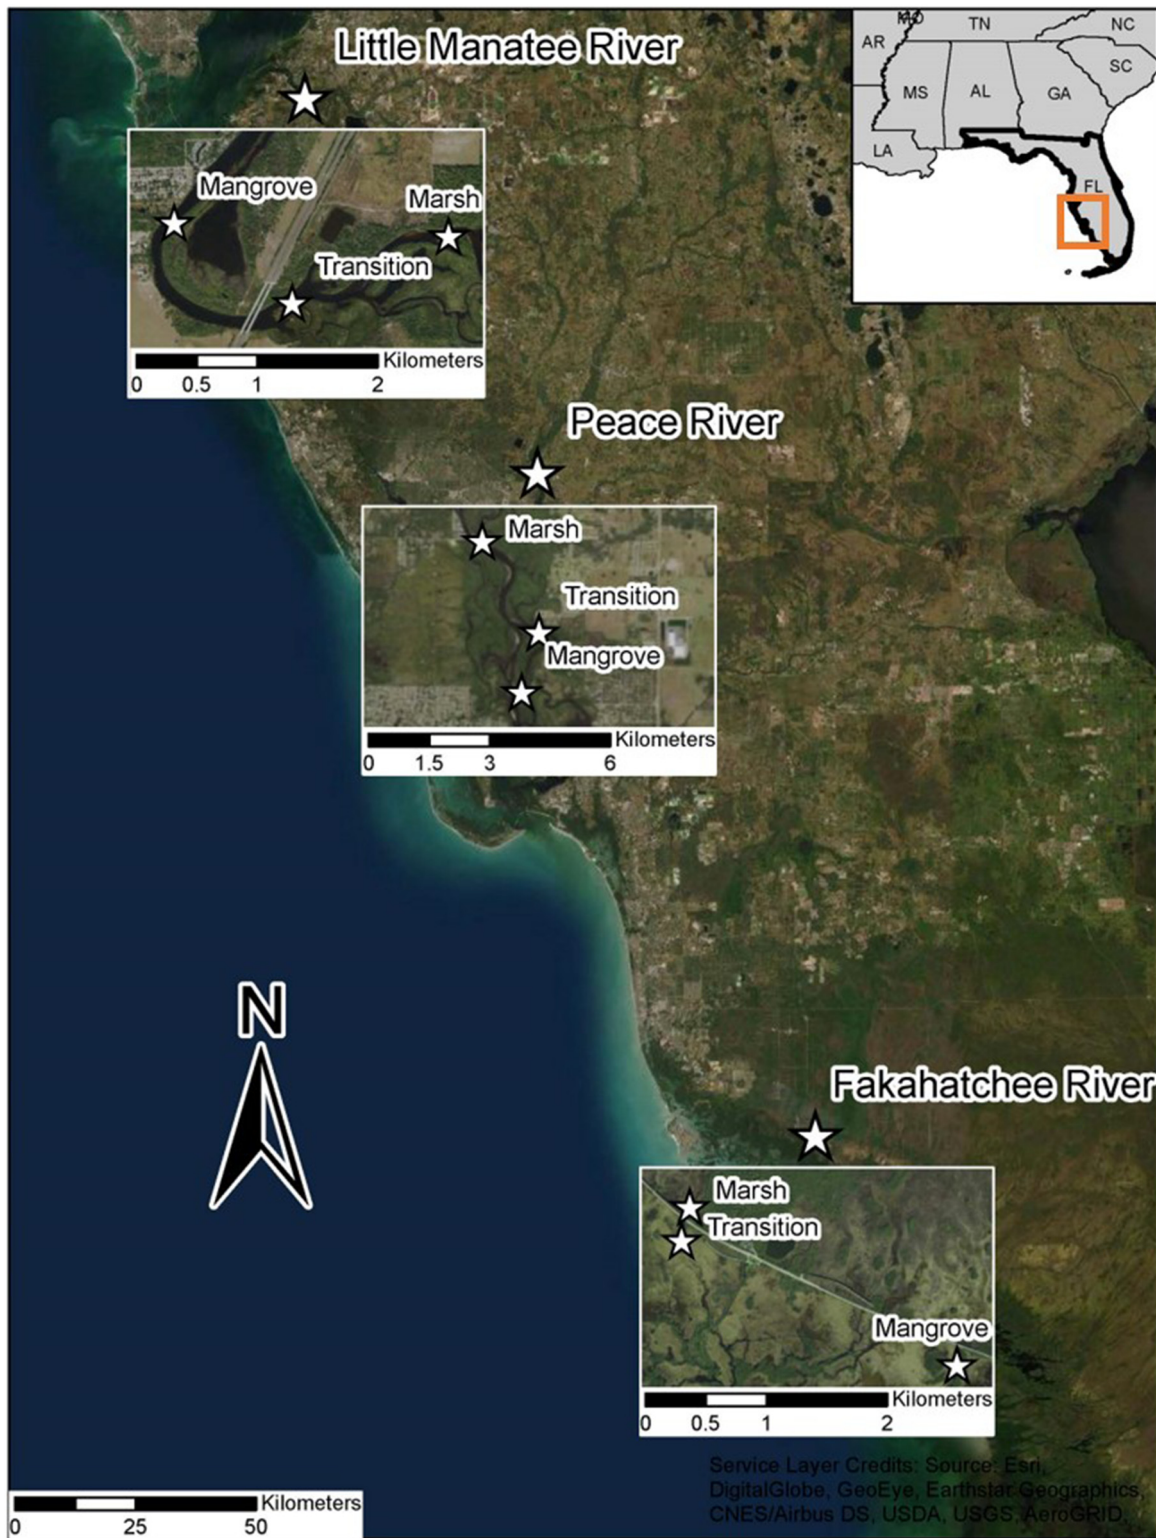 Little Manatee River
MO
TN
NC
AR
SC
MS
AL
GA
LA
FL
Mangrove
Marsh
Transition
Kilometers
0 0.5 1 2
Peace River
Marsh
Transition
Mangrove
Kilometers
0 1.5 3 6
N
Fakahatchee River
Marsh
Transition
Mangrove
Kilometers
0 0.5 1 2
Service Layer Credits: Source: Esri,
DigitalGlobe, GeoEye, Earthstar Geographics,
CNES/Airbus DS, USDA, USGS, AeroGRID,
Kilometers
0 25 50